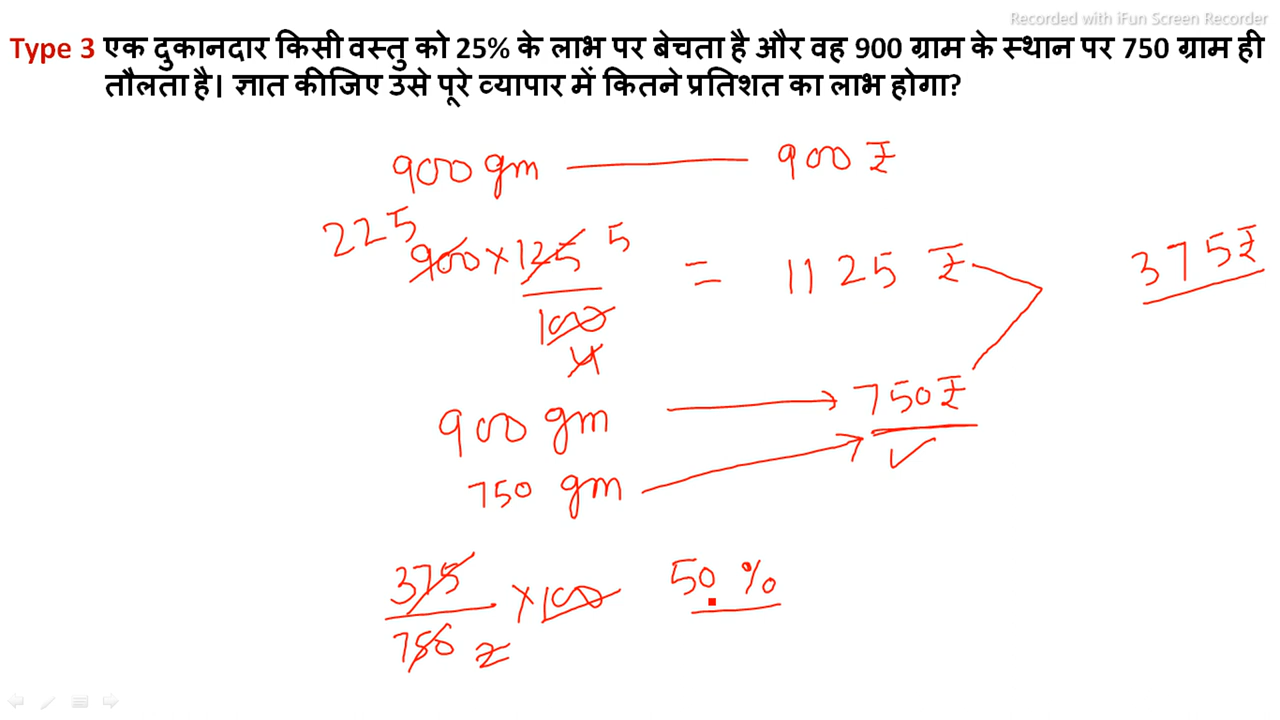 Recorded with iFun Screen Recorder
Type 3 एक दुकानदार किसी वस्तु को 25% के लाभ पर बेचता है और वह 900 ग्राम के स्थान पर 750 ग्राम ही
तौलता है। ज्ञात कीजिए उसे पूरे व्यापार में कितने प्रतिशत का लाभ होगा?
900 gm — 900 ₹
225
900 × 125 5 = 1125 ₹
375₹
100
4
900 gm → 750₹
✓
750 gm →
375
× 100 50 %
750 2